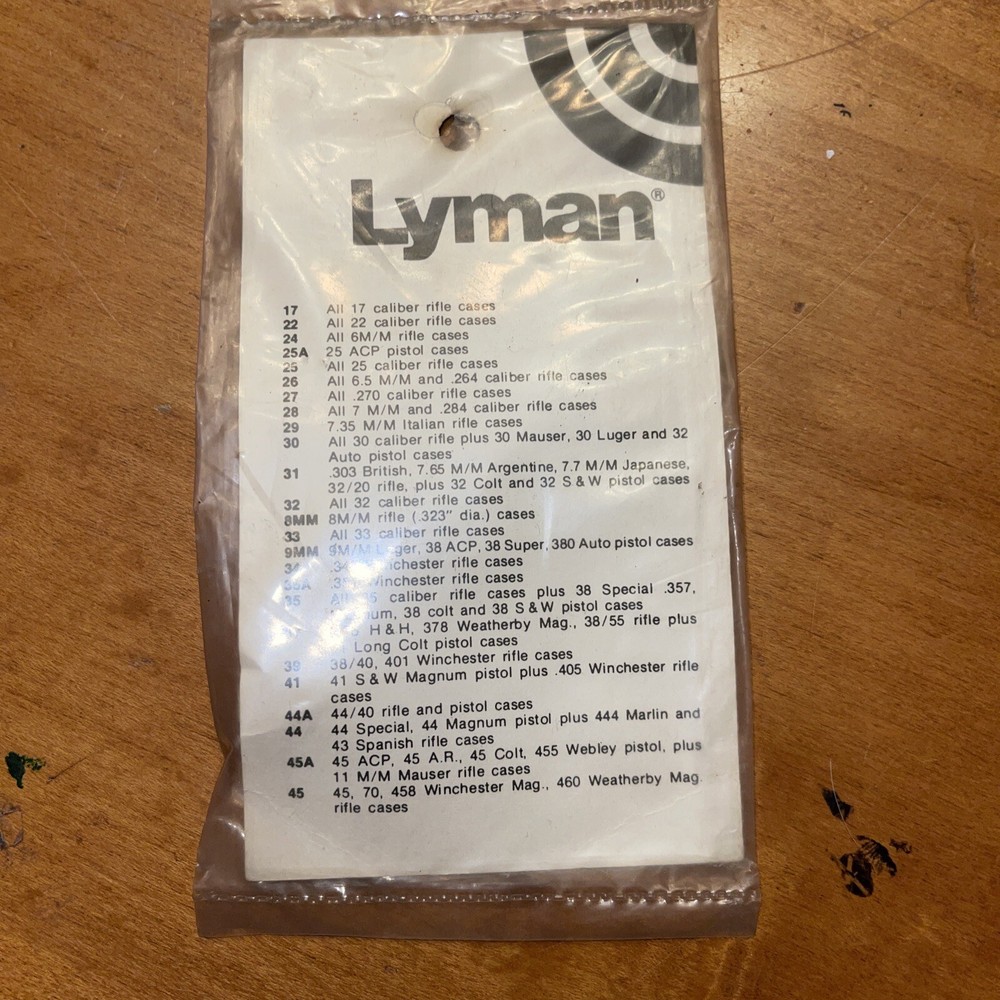 Lyman®
17 All 17 caliber rifle cases
22 All 22 caliber rifle cases
24 All 6M/M rifle cases
25A 25 ACP pistol cases
25 All 25 caliber rifle cases
26 All 6.5 M/M and .264 caliber rifle cases
27 All .270 caliber rifle cases
28 All 7 M/M and .284 caliber rifle cases
29 7.35 M/M Italian rifle cases
30 All 30 caliber rifle plus 30 Mauser, 30 Luger and 32
Auto pistol cases
31 .303 British, 7.65 M/M Argentine, 7.7 M/M Japanese,
32/20 rifle, plus 32 Colt and 32 S & W pistol cases
32 All 32 caliber rifle cases
8MM 8M/M rifle (.323" dia.) cases
33 All 33 caliber rifle cases
9MM 9M/M Luger, 38 ACP, 38 Super, 380 Auto pistol cases
Winchester rifle cases
Winchester rifle cases
35 All 35 caliber rifle cases plus 38 Special .357,
38 colt and 38 S & W pistol cases
H & H, 378 Weatherby Mag., 38/55 rifle plus
Long Colt pistol cases
39 38/40, 401 Winchester rifle cases
41 41 S & W Magnum pistol plus .405 Winchester rifle
cases
44A 44/40 rifle and pistol cases
44 44 Special, 44 Magnum pistol plus 444 Marlin and
43 Spanish rifle cases
45A 45 ACP, 45 A.R., 45 Colt, 455 Webley pistol, plus
11 M/M Mauser rifle cases
45 45, 70, 458 Winchester Mag., 460 Weatherby Mag.
rifle cases